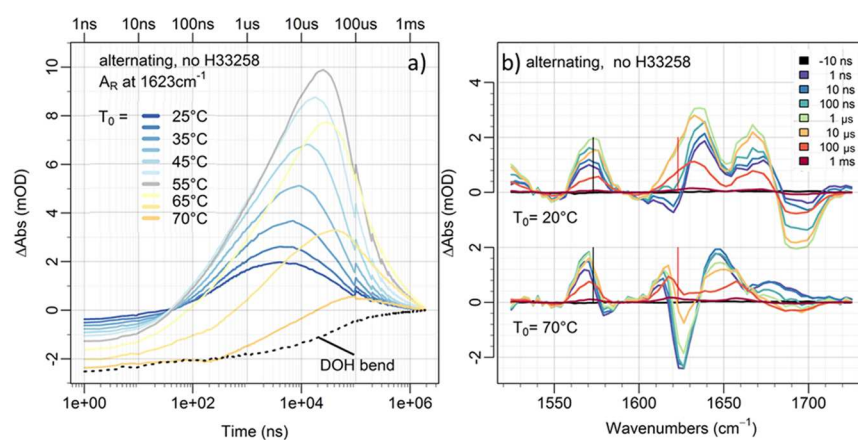 1ns 10ns 100ns 1us 10us 100us 1ms
alternating, no H33258
a)
A_R at 1623cm⁻¹
T₀ =
25°C
35°C
45°C
55°C
65°C
70°C
DOH bend
ΔAbs (mOD)
10
8
6
4
2
0
-2
1e+00 1e+02 1e+04 1e+06
Time (ns)
b) alternating, no H33258
-10 ns
1 ns
10 ns
100 ns
1 µs
10 µs
100 µs
1 ms
T₀= 20°C
T₀= 70°C
ΔAbs (mOD)
4
2
0
2
0
-2
1550 1600 1650 1700
Wavenumbers (cm⁻¹)